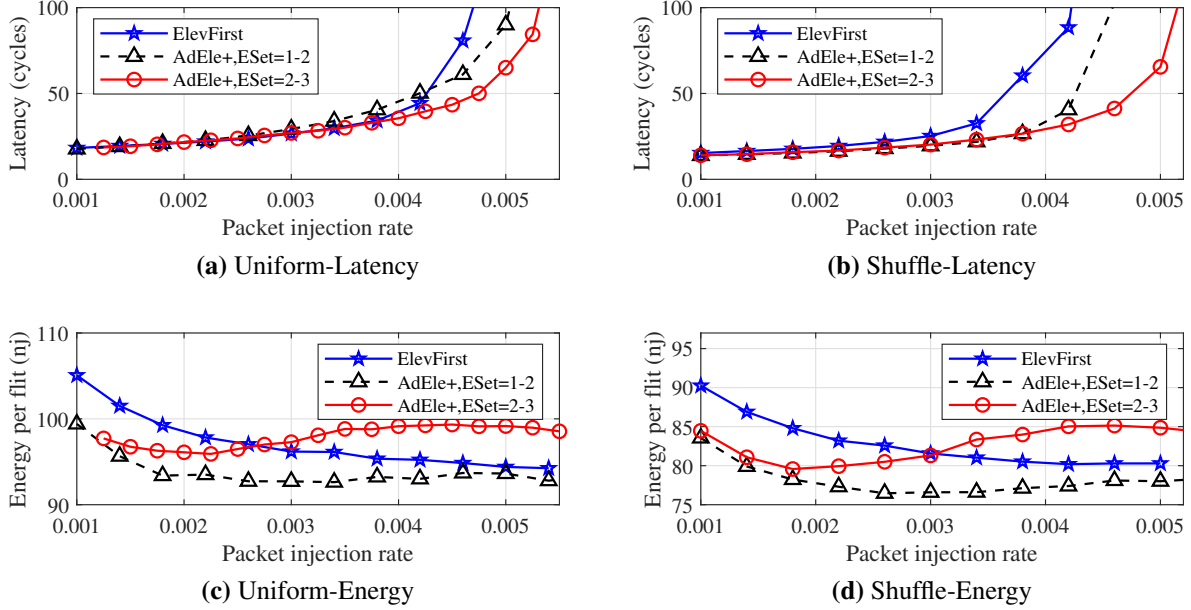 100
50
0
Latency (cycles)
ElevFirst
AdEle+,ESet=1-2
AdEle+,ESet=2-3
0.001 0.002 0.003 0.004 0.005
Packet injection rate
(a) Uniform-Latency
100
50
0
Latency (cycles)
ElevFirst
AdEle+,ESet=1-2
AdEle+,ESet=2-3
0.001 0.002 0.003 0.004 0.005
Packet injection rate
(b) Shuffle-Latency
110
100
90
Energy per flit (nj)
ElevFirst
AdEle+,ESet=1-2
AdEle+,ESet=2-3
0.001 0.002 0.003 0.004 0.005
Packet injection rate
(c) Uniform-Energy
95
90
85
80
75
Energy per flit (nj)
ElevFirst
AdEle+,ESet=1-2
AdEle+,ESet=2-3
0.001 0.002 0.003 0.004 0.005
Packet injection rate
(d) Shuffle-Energy